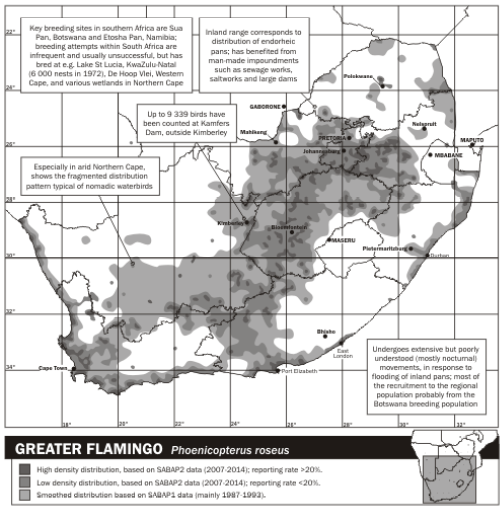 Key breeding sites in southern Africa are Sua
Pan, Botswana and Etosha Pan, Namibia;
breeding attempts within South Africa are
infrequent and usually unsuccessful, but has
bred at e.g. Lake St Lucia, KwaZulu-Natal
(6 000 nests in 1972), De Hoop Vlei, Western
Cape, and various wetlands in Northern Cape
Inland range corresponds to
distribution of endorheic
pans; has benefited from
man-made impoundments
such as sewage works,
saltworks and large dams
Up to 9 339 birds have
been counted at Kamfers
Dam, outside Kimberley
Especially in arid Northern Cape,
shows the fragmented distribution
pattern typical of nomadic waterbirds
22°
24°
26°
28°
30°
32°
34°
Polokwane
GABORONE
Mahikeng
PRETORIA
Johannesburg
Nelspruit
MAPUTO
MBABANE
Kimberley
Bloemfontein
MASERU
Pietermaritzburg
Durban
Bhisho
East
London
Port Elizabeth
Cape Town
18°
20°
22°
24°
26°
28°
30°
32°
Undergoes extensive but poorly
understood (mostly nocturnal)
movements, in response to
flooding of inland pans; most of
the recruitment to the regional
population probably from the
Botswana breeding population
GREATER FLAMINGO Phoenicopterus roseus
High density distribution, based on SABAP2 data (2007-2014); reporting rate >20%.
Low density distribution, based on SABAP2 data (2007-2014); reporting rate <20%.
Smoothed distribution based on SABAP1 data (mainly 1987-1992).